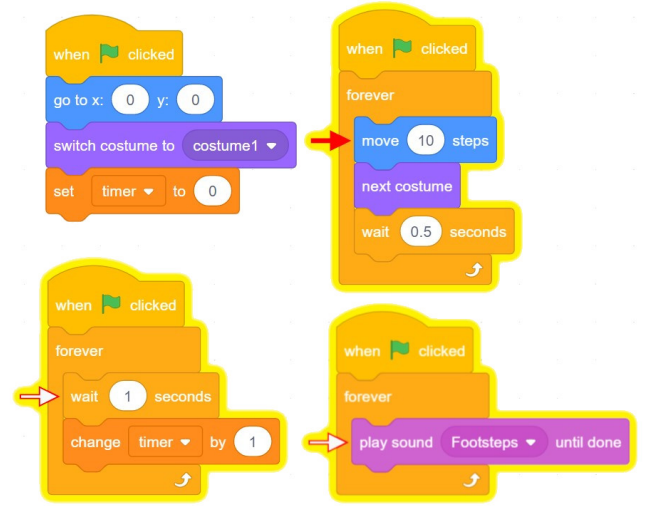 when clicked
go to x: 0 y: 0
switch costume to costume1
set timer to 0
when clicked
forever
move 10 steps
next costume
wait 0.5 seconds
when clicked
forever
wait 1 seconds
change timer by 1
when clicked
forever
play sound Footsteps until done